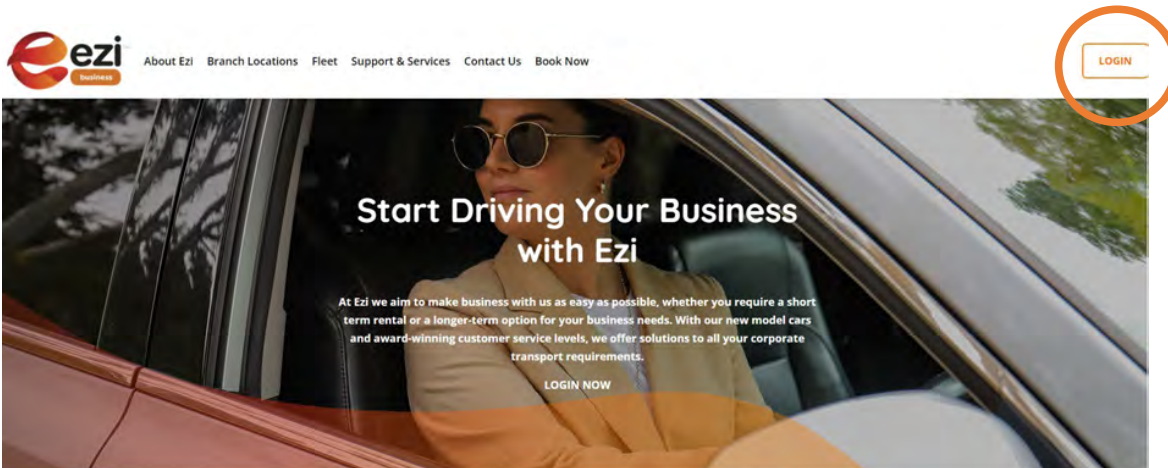 ezi
business
About Ezi Branch Locations Fleet Support & Services Contact Us Book Now
LOGIN
Start Driving Your Business
with Ezi
At Ezi we aim to make business with us as easy as possible, whether you require a short
term rental or a longer-term option for your business needs. With our new model cars
and award-winning customer service levels, we offer solutions to all your corporate
transport requirements.
LOGIN NOW